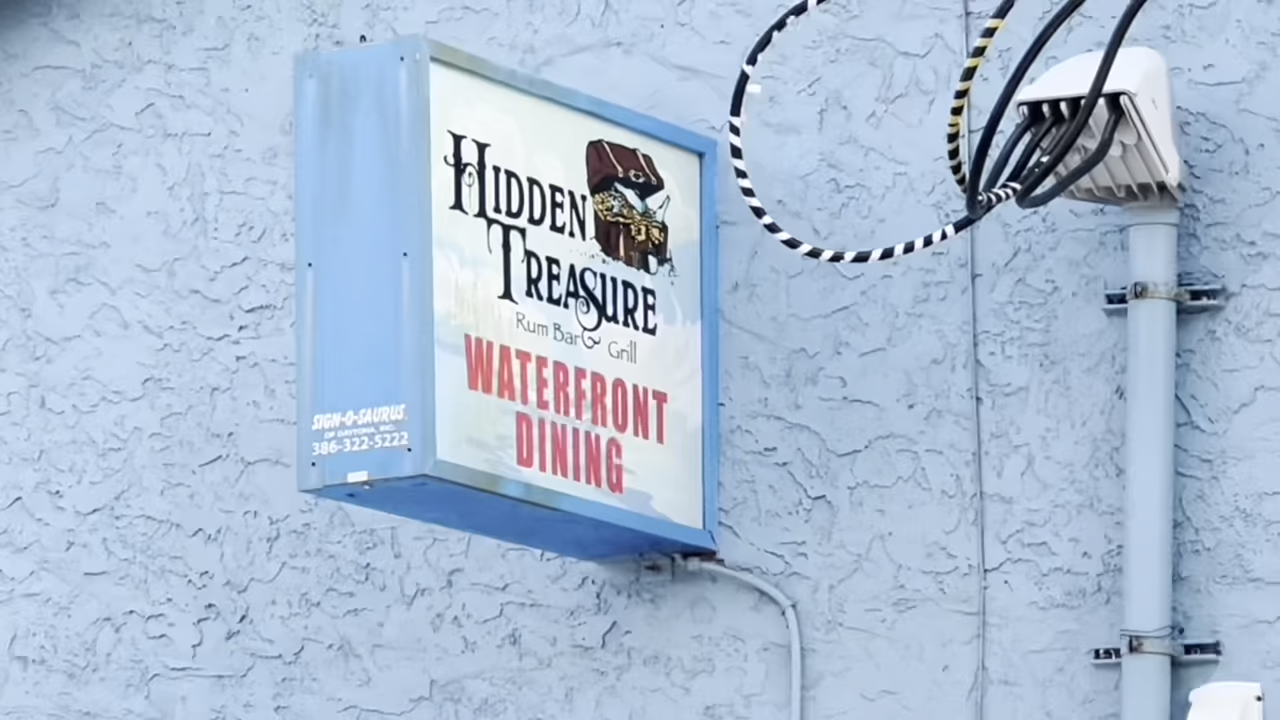 HIDDEN
TREASURE
Rum Bar & Grill
WATERFRONT
DINING
SIGN-O-SAURUS
OF DAYTONA, INC.
386-322-5222